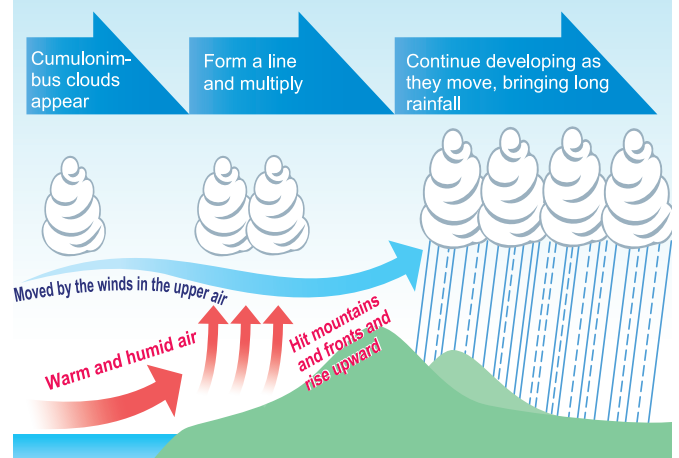 Cumulonim-
bus clouds
appear
Form a line
and multiply
Continue developing as
they move, bringing long
rainfall
Moved by the winds in the upper air
Warm and humid air
Hit mountains
and fronts and
rise upward